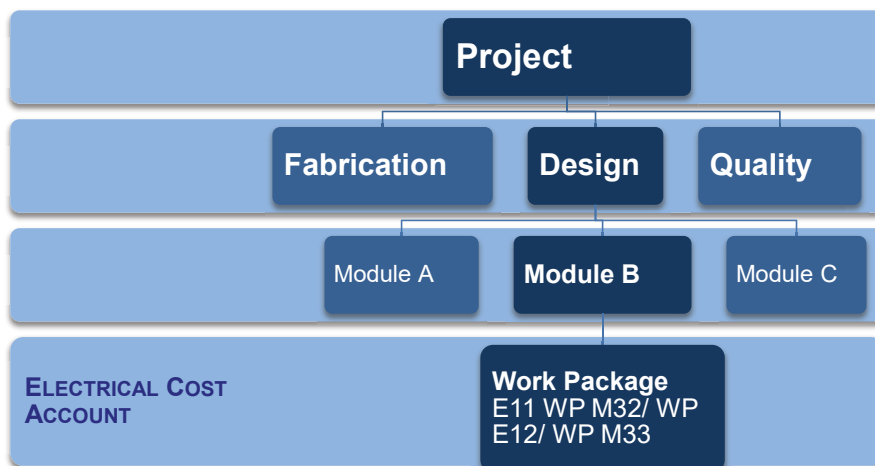 Project
Fabrication
Design
Quality
Module A
Module B
Module C
ELECTRICAL COST
ACCOUNT
Work Package
E11 WP M32/ WP
E12/ WP M33